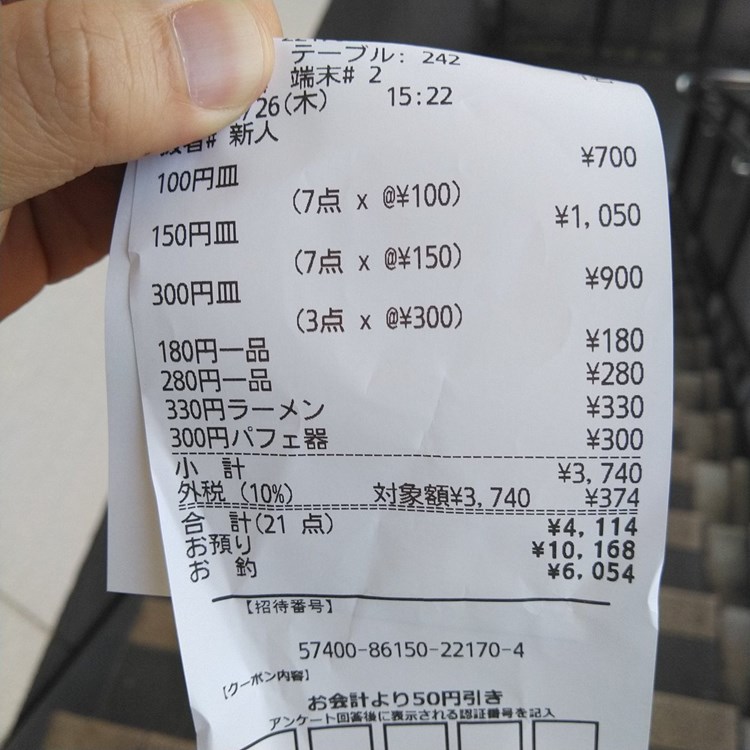 テーブル: 242
端末# 2
/26(木) 15:22
新人
100円皿 ¥700
(7点 x @¥100)
150円皿 ¥1,050
(7点 x @¥150)
300円皿 ¥900
(3点 x @¥300)
180円一品 ¥180
280円一品 ¥280
330円ラーメン ¥330
300円パフェ器 ¥300
小 計 ¥3,740
外税 (10%) 対象額¥3,740 ¥374
合 計(21 点) ¥4,114
お預り ¥10,168
お 釣 ¥6,054
【招待番号】
57400-86150-22170-4
【クーポン内容】
お会計より50円引き
アンケート回答後に表示される認証番号を記入